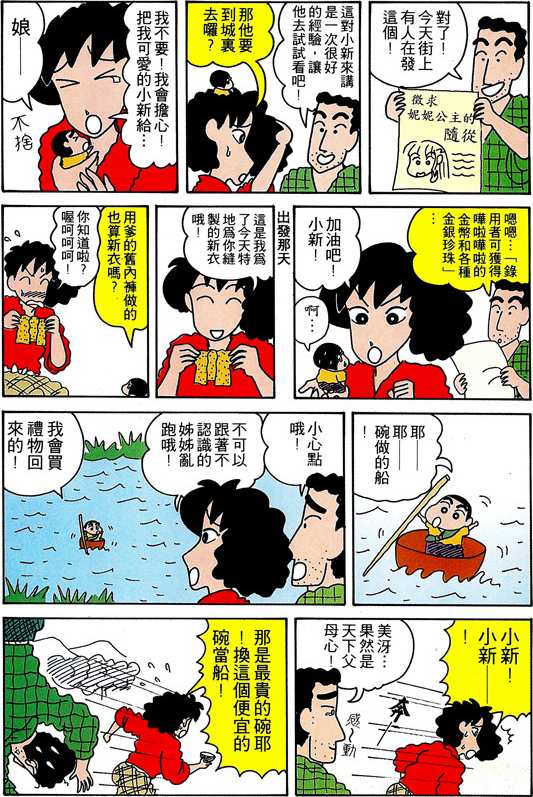 對了！
今天街上
有人在發
這個！
徵求
妮妮公主的
隨從
這對小新來講
是一次很好
的經驗，讓
他去試試看吧！
那他要
到城裏
去囉？
我不要！我會擔心！
把我可愛的小新給…
娘——
不捨
嗯嗯…「錄
用者可獲得
嘩啦嘩啦的
金幣和各種
金銀珍珠」
…
加油吧！
小新！
啊…
出發那天
這是我為
了今天特
地為你縫
製的新衣
哦！
用爹的舊內褲做的
也算新衣嗎？
你知道啦？
喔呵呵呵！
耶——
耶——
碗做的船
！
小心點
哦！
不可以
跟著不
認識的
姊姊亂
跑哦！
我會買
禮物回
來的！
小新！
小新——
！
美冴…
果然是
天下父
母心！
感～動
那是最貴的碗耶
！換這個便宜的
碗當船！